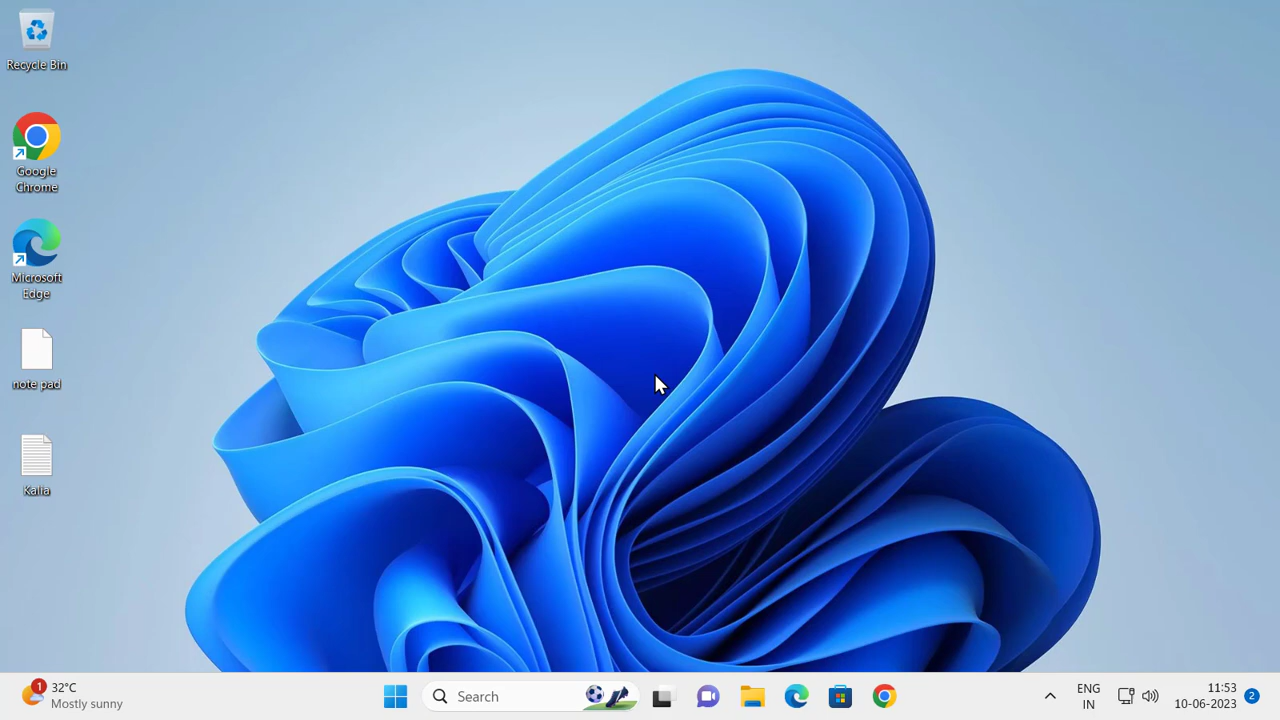 Recycle Bin
Google
Chrome
Microsoft
Edge
note pad
Kalia
1
32°C
Mostly sunny
Search
ENG
IN
11:53
10-06-2023
2